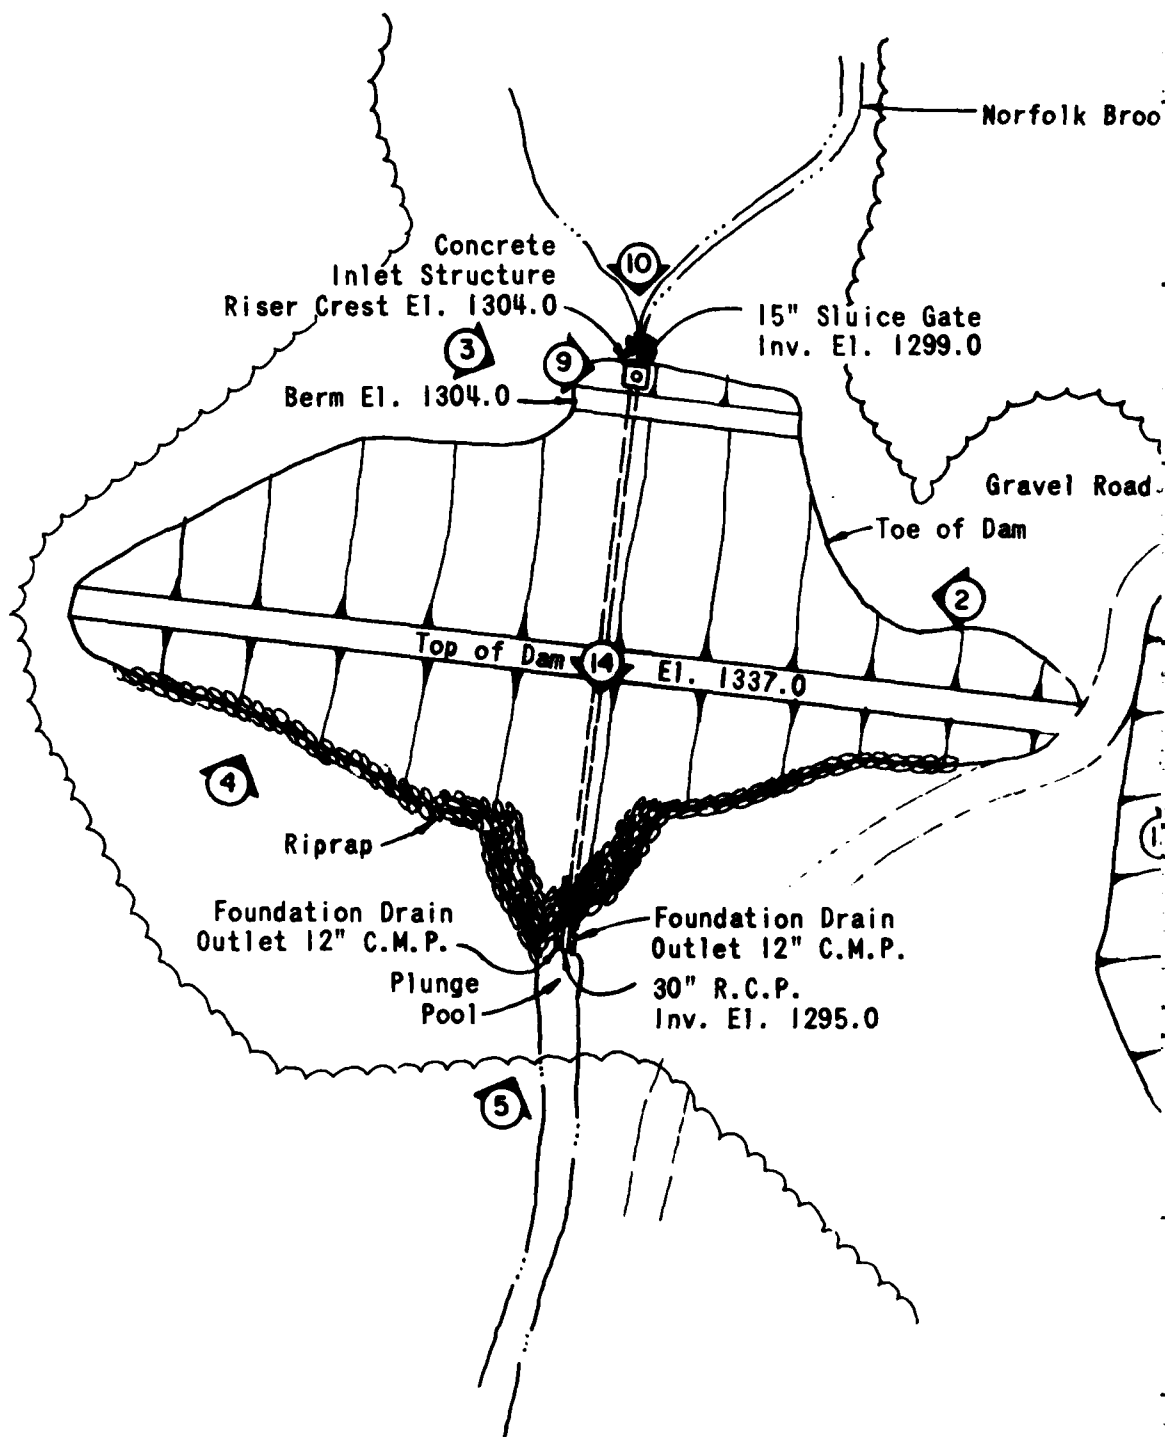 Norfolk Broo
Concrete
Inlet Structure
Riser Crest El. 1304.0
10
15" Sluice Gate
Inv. El. 1299.0
3
9
Berm El. 1304.0
Gravel Road
Toe of Dam
2
Top of Dam
14
El. 1337.0
4
1
Riprap
Foundation Drain
Outlet 12" C.M.P.
Foundation Drain
Outlet 12" C.M.P.
Plunge
Pool
30" R.C.P.
Inv. El. 1295.0
5